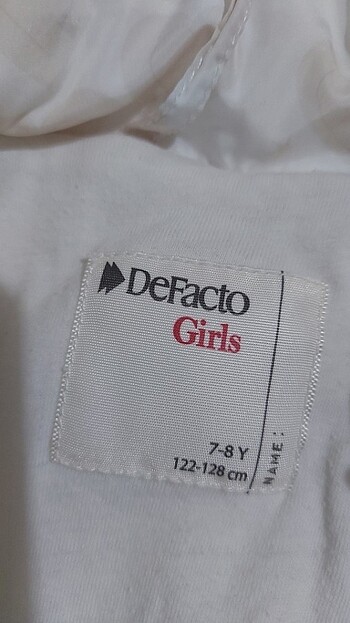 DeFacto
Girls
7-8 Y
122-128 cm
NAME: